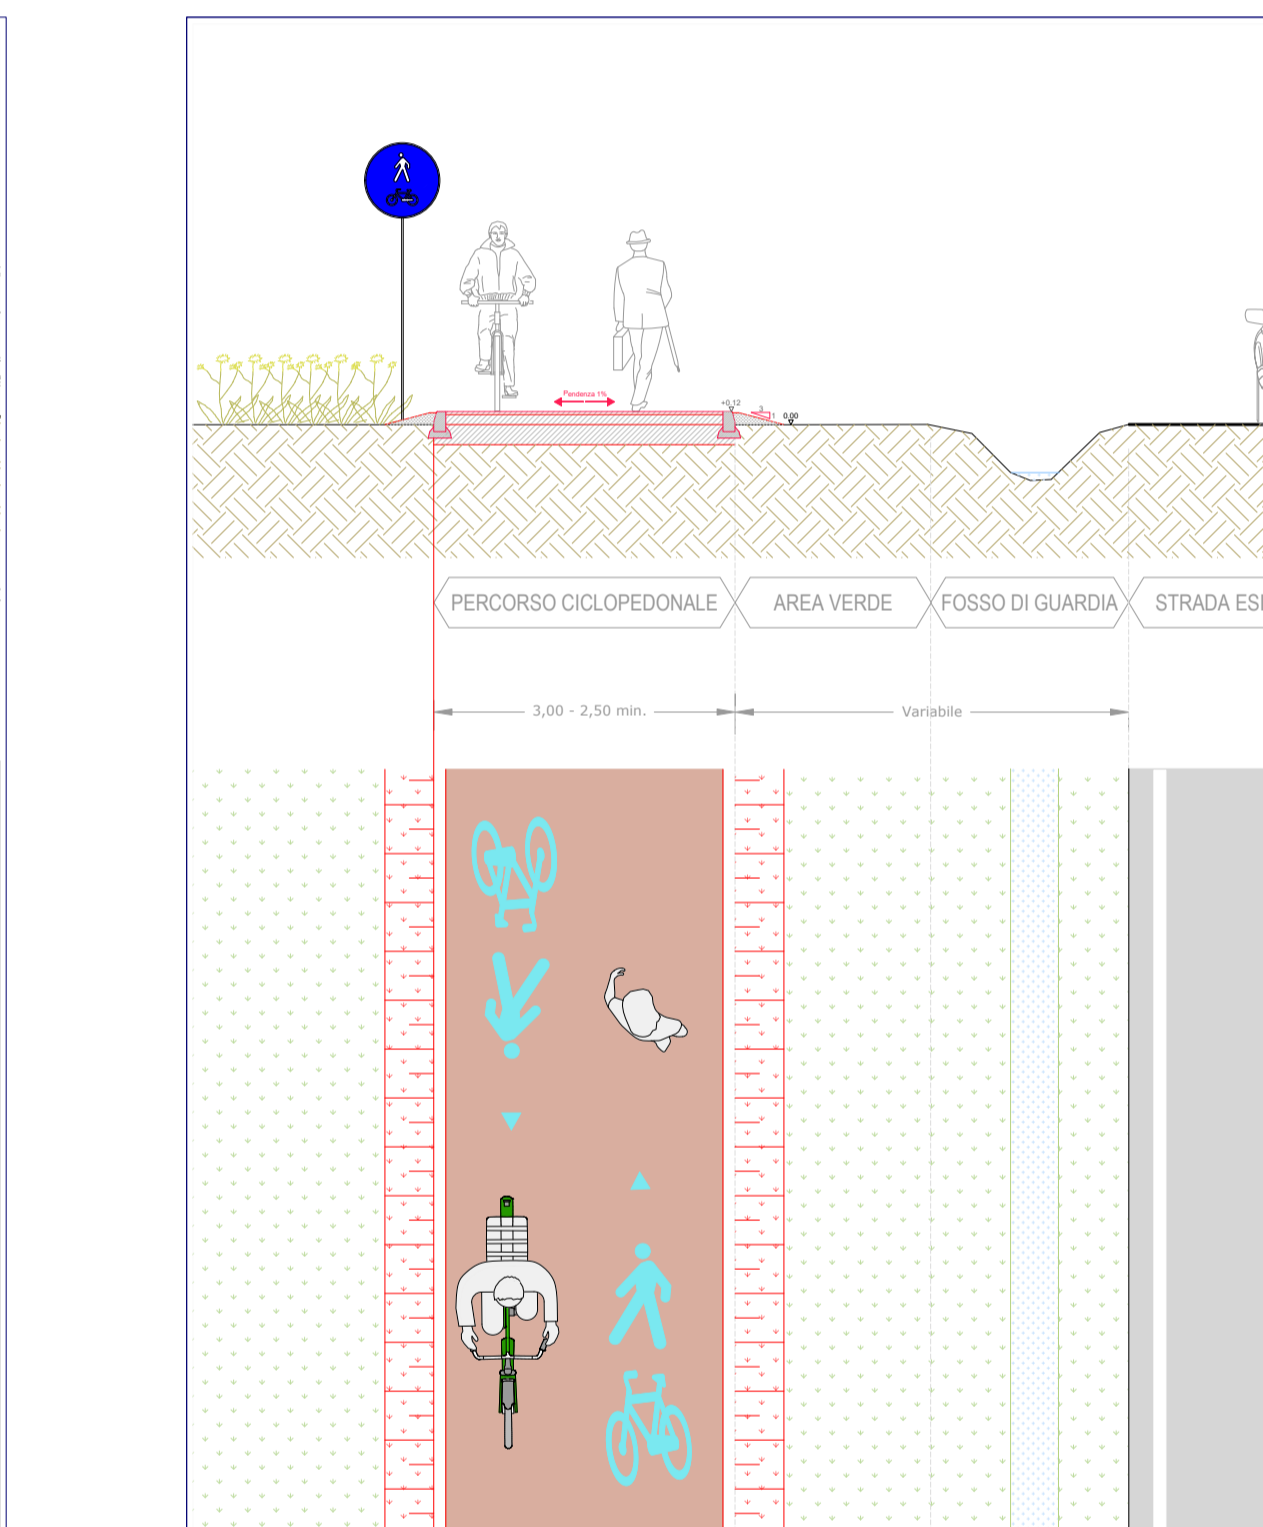 Pendenza 1%
+0,12
3
1
0.00
PERCORSO CICLOPEDONALE
AREA VERDE
FOSSO DI GUARDIA
STRADA ESI
3,00 - 2,50 min.
Variabile